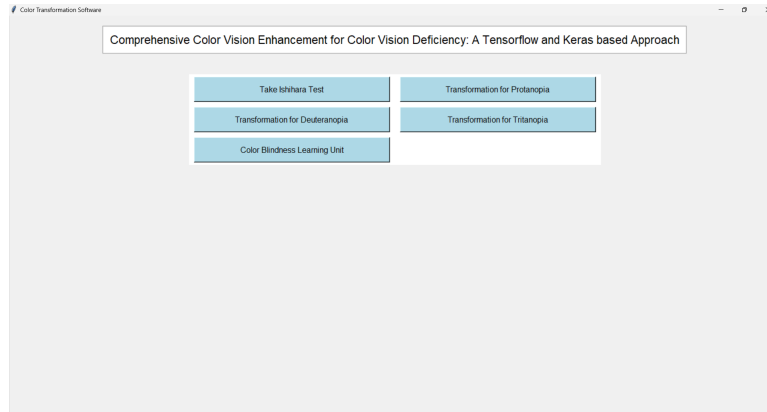 Color Transformation Software
Comprehensive Color Vision Enhancement for Color Vision Deficiency: A Tensorflow and Keras based Approach
Take Ishihara Test
Transformation for Protanopia
Transformation for Deuteranopia
Transformation for Tritanopia
Color Blindness Learning Unit